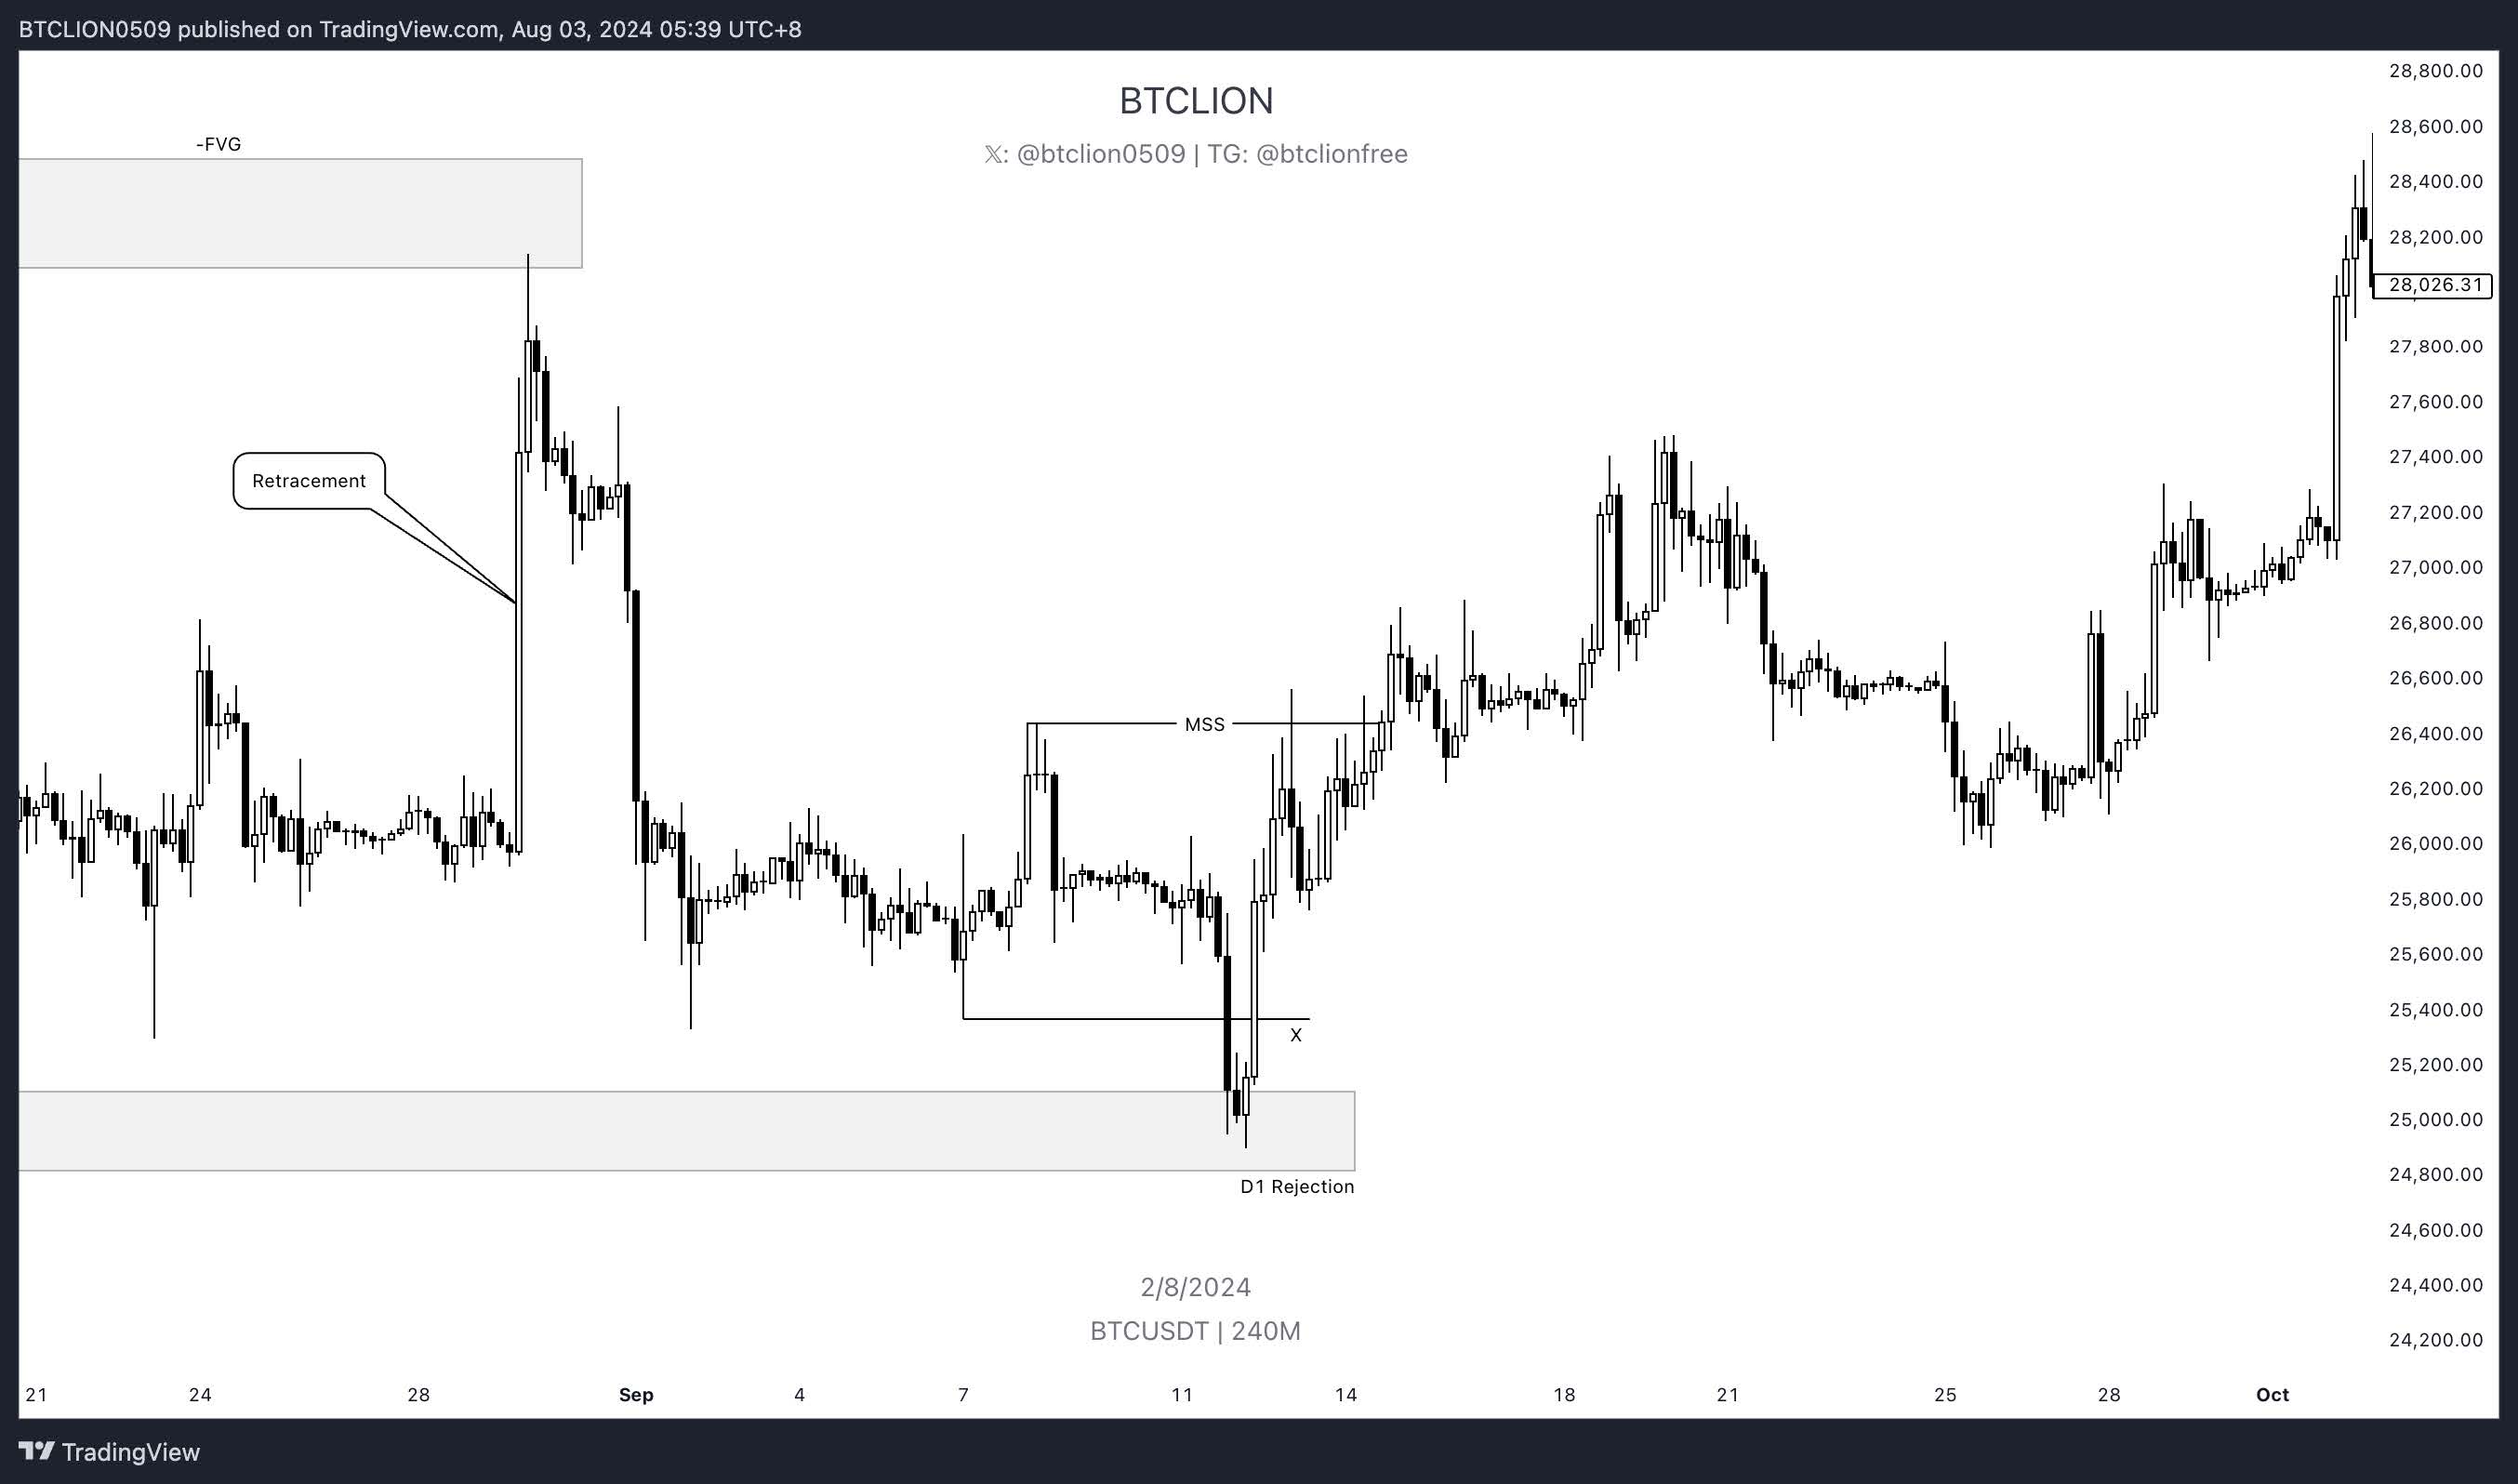 BTCLION0509 published on TradingView.com, Aug 03, 2024 05:39 UTC+8
BTCLION
𝕏: @btclion0509 | TG: @btclionfree
-FVG
Retracement
MSS
X
D1 Rejection
2/8/2024
BTCUSDT | 240M
28,800.00
28,600.00
28,400.00
28,200.00
28,026.31
27,800.00
27,600.00
27,400.00
27,200.00
27,000.00
26,800.00
26,600.00
26,400.00
26,200.00
26,000.00
25,800.00
25,600.00
25,400.00
25,200.00
25,000.00
24,800.00
24,600.00
24,400.00
24,200.00
21 24 28 Sep 4 7 11 14 18 21 25 28 Oct
TradingView